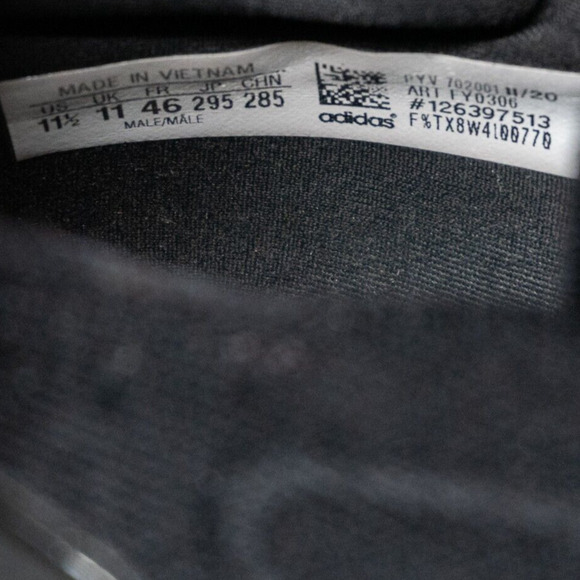 MADE IN VIETNAM
US UK FR JP CHN
11½ 11 46 295 285
MALE/MÂLE
adidas
PYV 702001 11/20
ART FY0306
#126397513
F%TX8W4L00770